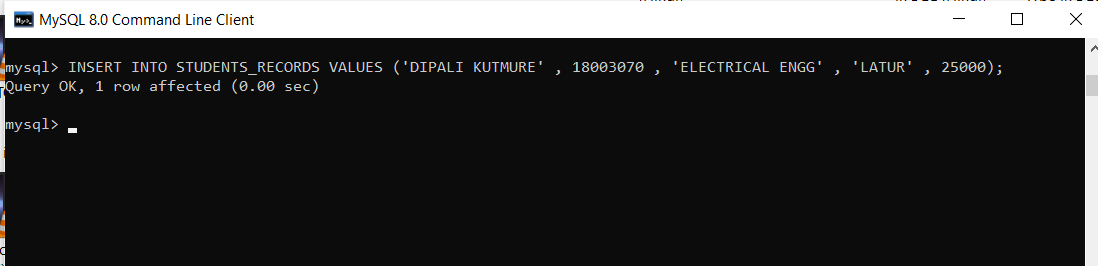 MySQL 8.0 Command Line Client
mysql> INSERT INTO STUDENTS_RECORDS VALUES ('DIPALI KUTMURE' , 18003070 , 'ELECTRICAL ENGG' , 'LATUR' , 25000);
Query OK, 1 row affected (0.00 sec)
mysql>